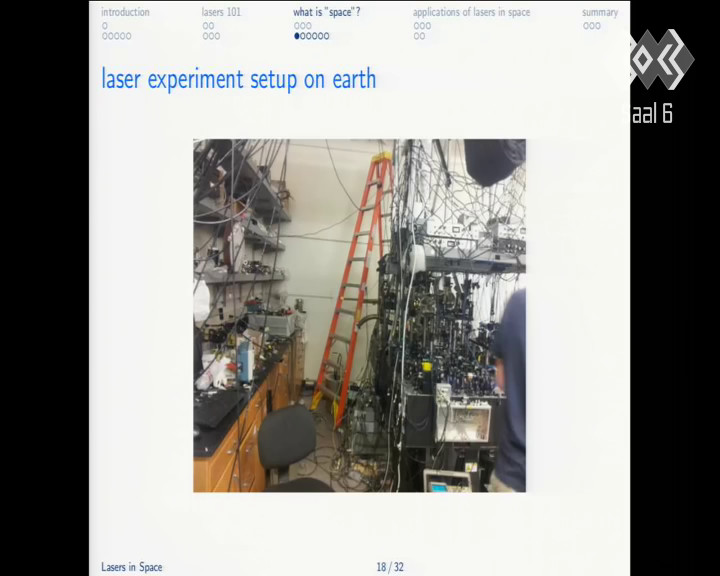 introduction
lasers 101
what is "space"?
applications of lasers in space
summary
laser experiment setup on earth
aal 6
Lasers in Space
18 / 32